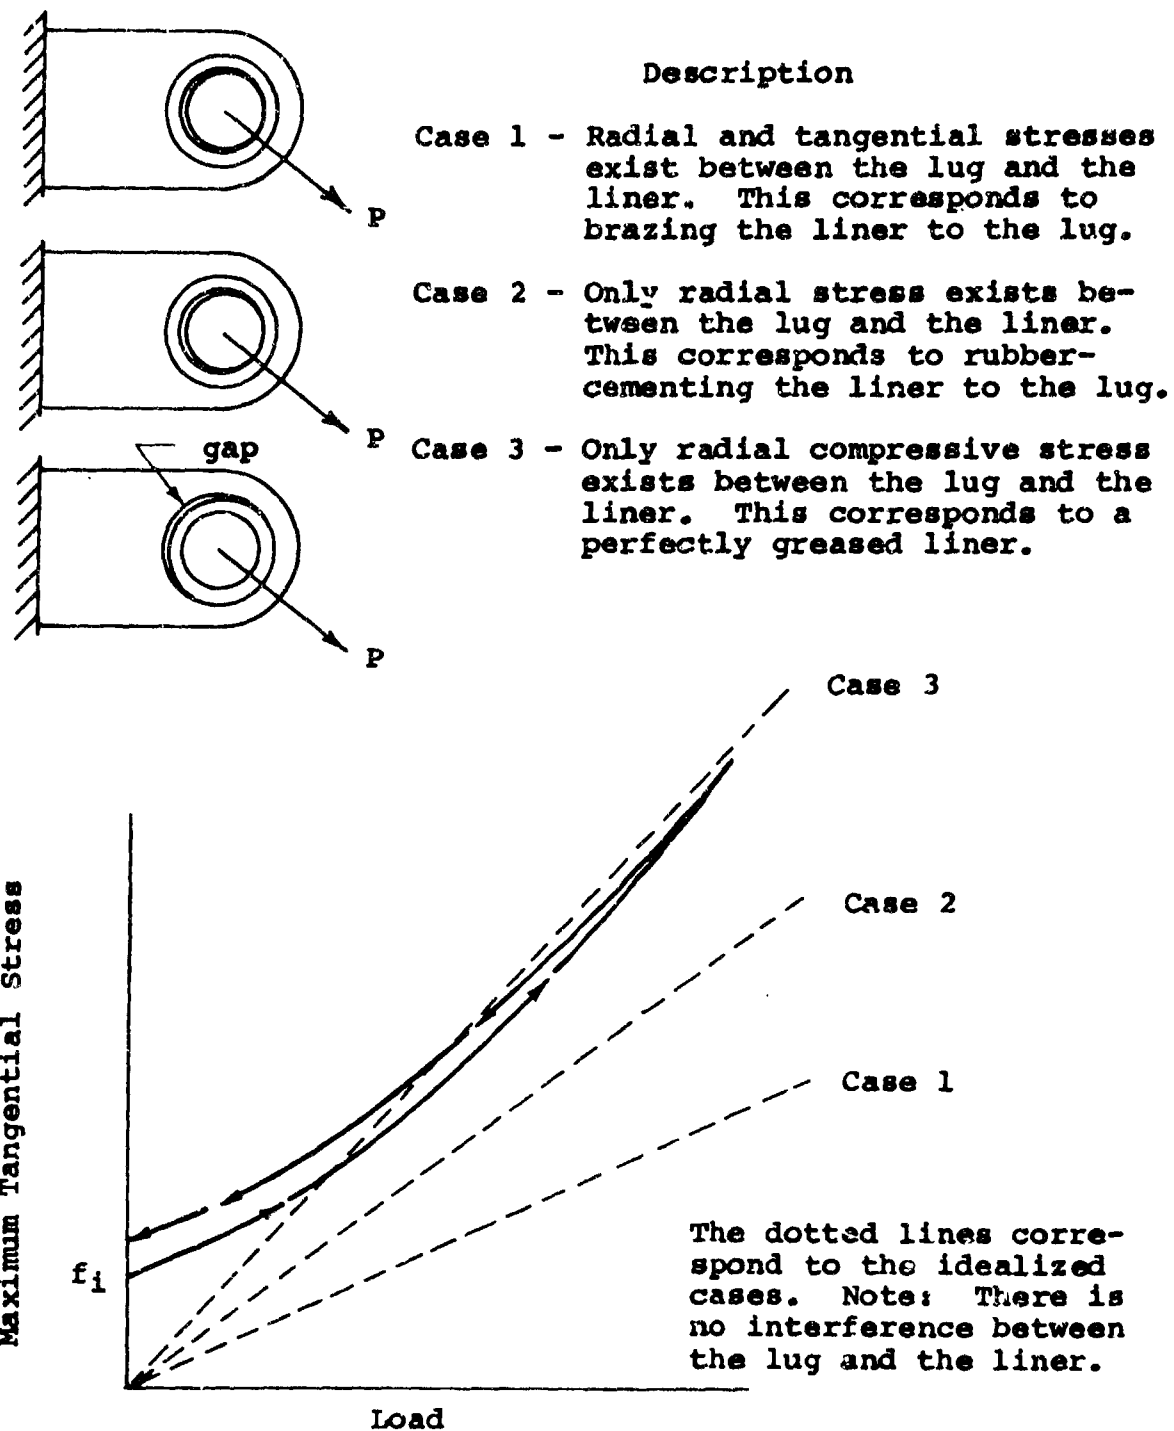 Description
Case 1 - Radial and tangential stresses
exist between the lug and the
liner. This corresponds to
brazing the liner to the lug.
P
Case 2 - Only radial stress exists be-
tween the lug and the liner.
This corresponds to rubber-
cementing the liner to the lug.
P
gap
Case 3 - Only radial compressive stress
exists between the lug and the
liner. This corresponds to a
perfectly greased liner.
P
Case 3
Case 2
Case 1
Maximum Tangential Stress
fi
The dotted lines corre-
spond to the idealized
cases. Note: There is
no interference between
the lug and the liner.
Load